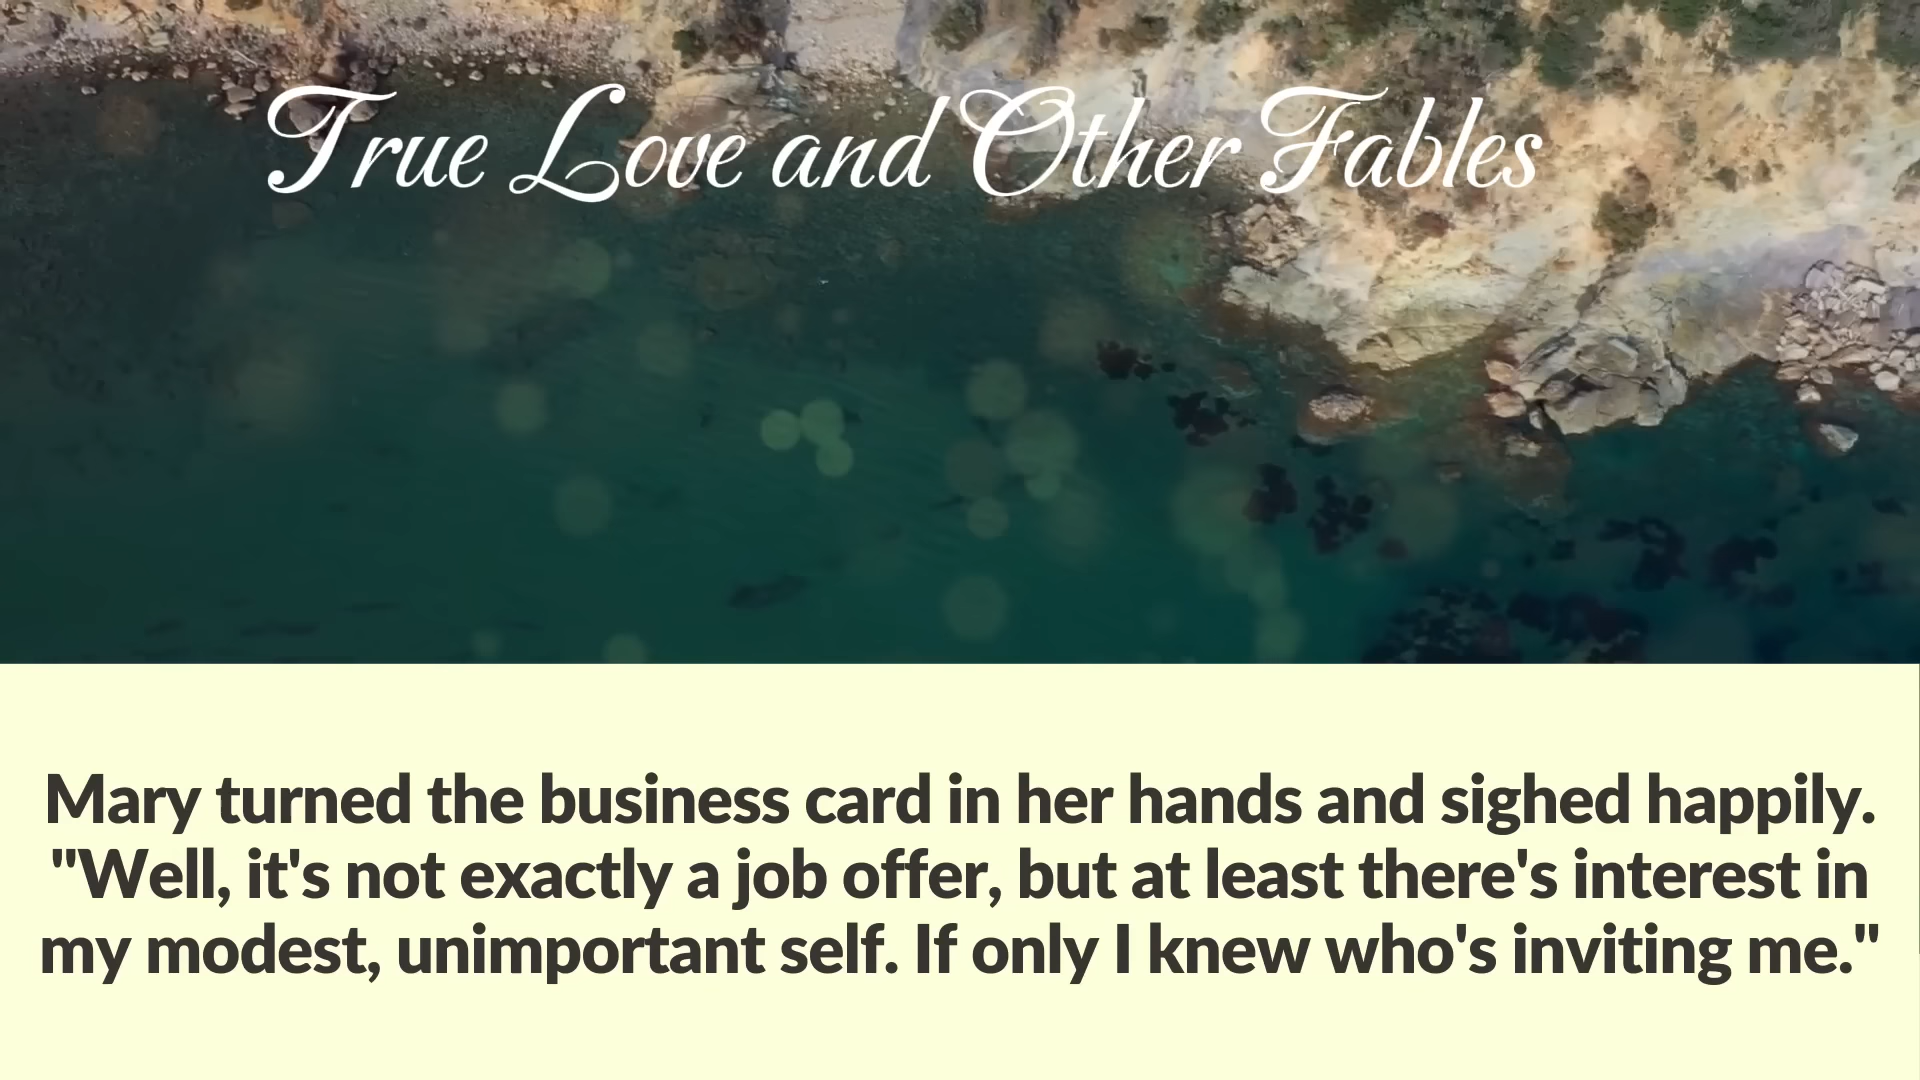 True Love and Other Fables
Mary turned the business card in her hands and sighed happily.
"Well, it's not exactly a job offer, but at least there's interest in
my modest, unimportant self. If only I knew who's inviting me."